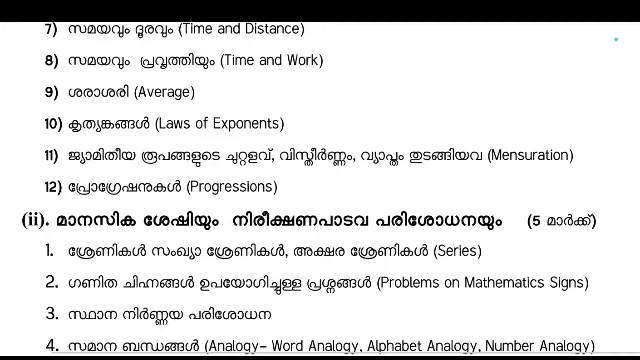 7) സമയവും ദൂരവും (Time and Distance)
8) സമയവും പ്രവൃത്തിയും (Time and Work)
9) ശരാശരി (Average)
10) കൃത്യങ്കങ്ങൾ (Laws of Exponents)
11) ജ്യാമിതീയ രൂപങ്ങളുടെ ചുറ്റളവ്, വിസ്തീർണ്ണം, വ്യാപ്തം തുടങ്ങിയവ (Mensuration)
12) പ്രോഗ്രേഷനുകൾ (Progressions)
(ii). മാനസിക ശേഷിയും നിരീക്ഷണപാടവ പരിശോധനയും (5 മാർക്ക്)
1. ശ്രേണികൾ സംഖ്യാ ശ്രേണികൾ, അക്ഷര ശ്രേണികൾ (Series)
2. ഗണിത ചിഹ്നങ്ങൾ ഉപയോഗിച്ചുള്ള പ്രശ്നങ്ങൾ (Problems on Mathematics Signs)
3. സ്ഥാന നിർണ്ണയ പരിശോധന
4. സമാന ബന്ധങ്ങൾ (Analogy- Word Analogy, Alphabet Analogy, Number Analogy)